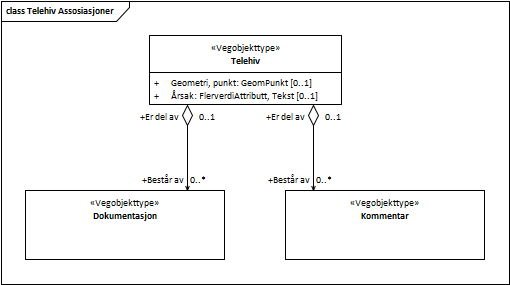 class Telehiv Assosiasjoner
«Vegobjekttype»
Telehiv
+ Geometri, punkt: GeomPunkt [0..1]
+ Årsak: FlerverdiAttributt, Tekst [0..1]
+Er del av 0..1 +Er del av 0..1
+Består av 0..* +Består av 0..*
«Vegobjekttype» «Vegobjekttype»
Dokumentasjon Kommentar